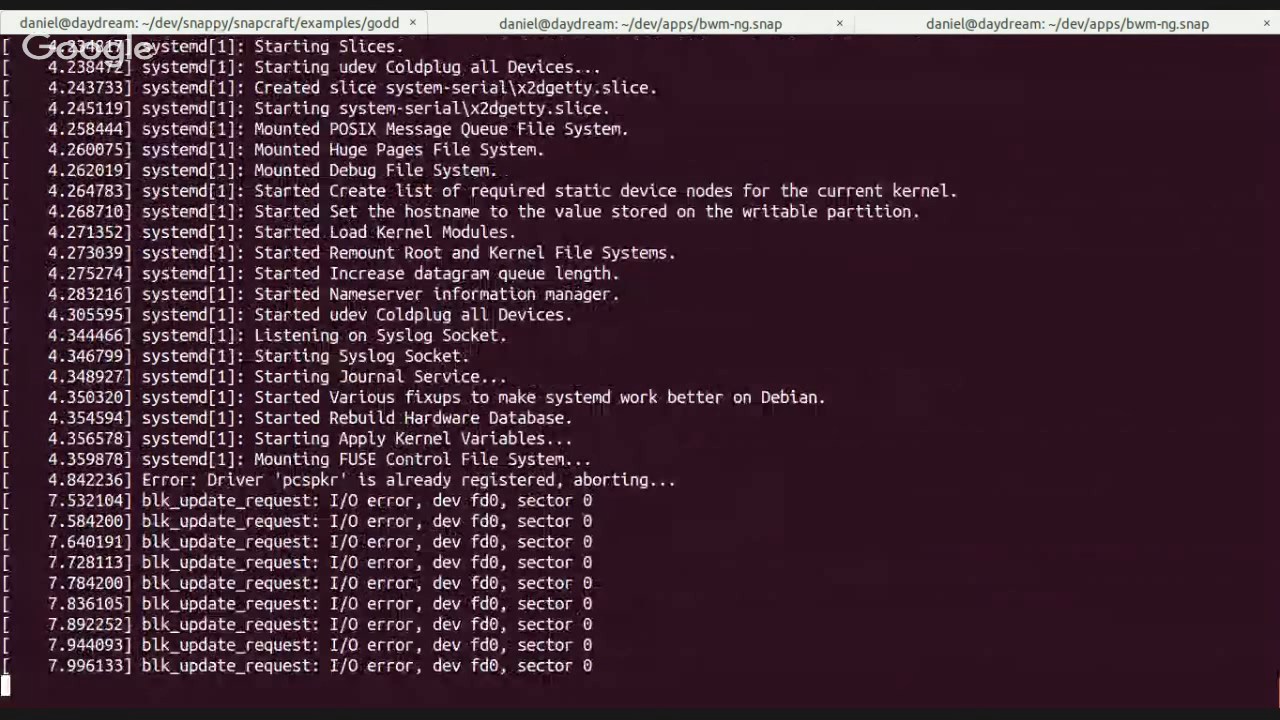 daniel@daydream: ~/dev/snappy/snapcraft/examples/godd × daniel@daydream: ~/dev/apps/bwm-ng.snap × daniel@daydream: ~/dev/apps/bwm-ng.snap ×
Google
[    4.234817] systemd[1]: Starting Slices.
[    4.238472] systemd[1]: Starting udev Coldplug all Devices...
[    4.243733] systemd[1]: Created slice system-serial\x2dgetty.slice.
[    4.245119] systemd[1]: Starting system-serial\x2dgetty.slice.
[    4.258444] systemd[1]: Mounted POSIX Message Queue File System.
[    4.260075] systemd[1]: Mounted Huge Pages File System.
[    4.262019] systemd[1]: Mounted Debug File System.
[    4.264783] systemd[1]: Started Create list of required static device nodes for the current kernel.
[    4.268710] systemd[1]: Started Set the hostname to the value stored on the writable partition.
[    4.271352] systemd[1]: Started Load Kernel Modules.
[    4.273039] systemd[1]: Started Remount Root and Kernel File Systems.
[    4.275274] systemd[1]: Started Increase datagram queue length.
[    4.283216] systemd[1]: Started Nameserver information manager.
[    4.305595] systemd[1]: Started udev Coldplug all Devices.
[    4.344466] systemd[1]: Listening on Syslog Socket.
[    4.346799] systemd[1]: Starting Syslog Socket.
[    4.348927] systemd[1]: Starting Journal Service...
[    4.350320] systemd[1]: Started Various fixups to make systemd work better on Debian.
[    4.354594] systemd[1]: Started Rebuild Hardware Database.
[    4.356578] systemd[1]: Starting Apply Kernel Variables...
[    4.359878] systemd[1]: Mounting FUSE Control File System...
[    4.842236] Error: Driver 'pcspkr' is already registered, aborting...
[    7.532104] blk_update_request: I/O error, dev fd0, sector 0
[    7.584200] blk_update_request: I/O error, dev fd0, sector 0
[    7.640191] blk_update_request: I/O error, dev fd0, sector 0
[    7.728113] blk_update_request: I/O error, dev fd0, sector 0
[    7.784200] blk_update_request: I/O error, dev fd0, sector 0
[    7.836105] blk_update_request: I/O error, dev fd0, sector 0
[    7.892252] blk_update_request: I/O error, dev fd0, sector 0
[    7.944093] blk_update_request: I/O error, dev fd0, sector 0
[    7.996133] blk_update_request: I/O error, dev fd0, sector 0